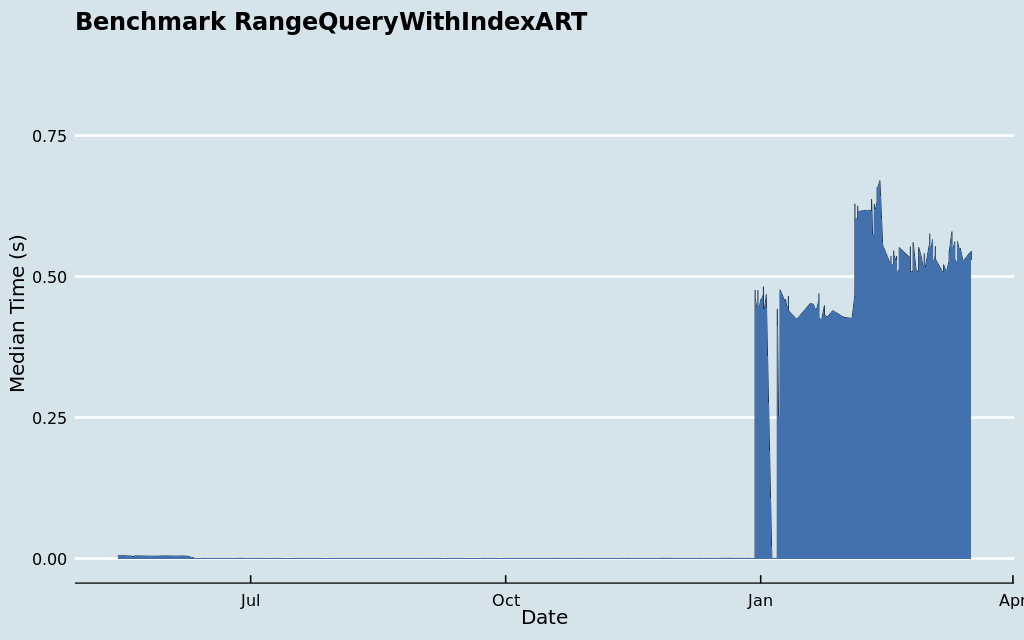 Benchmark RangeQueryWithIndexART
Median Time (s)
0.75
0.50
0.25
0.00
Jul
Oct
Jan
Apr
Date